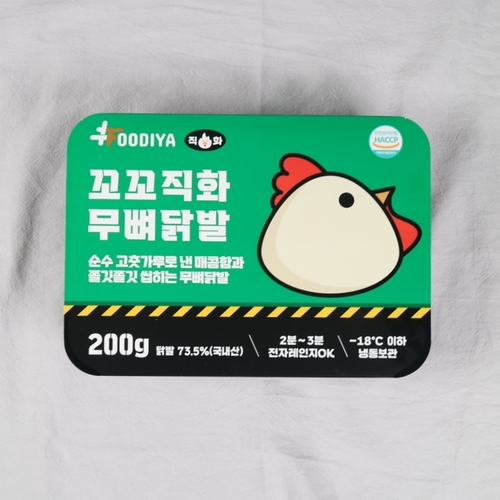 #FOODIYA 직화
HACCP
꼬꼬직화
무뼈닭발
순수 고춧가루로 낸 매콤함과
쫄깃쫄깃 씹히는 무뼈닭발
200g 닭발 73.5%(국내산)
2분~3분
전자레인지OK
-18℃ 이하
냉동보관